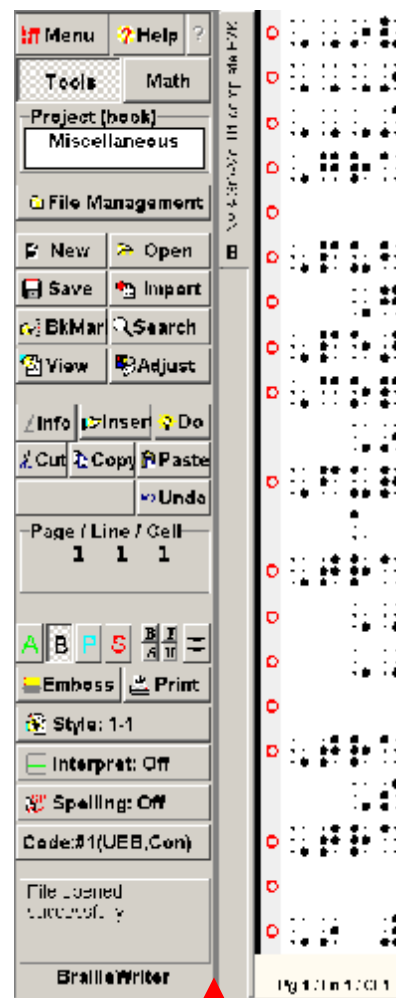 Menu ? Help ?
Tools Math
Project (book)
Miscellaneous
File Management
New Open
Save Import
BkMar Search
View Adjust
Info Insert ? Do
Cut Copy Paste
Undo
Page / Line / Cell
1 1 1
A B P S B I A U =
Emboss Print
Style: 1-1
Interpret: Off
Spelling: Off
Code:#1(UEB,Con)
File opened
successfully
BrailleWriter
B